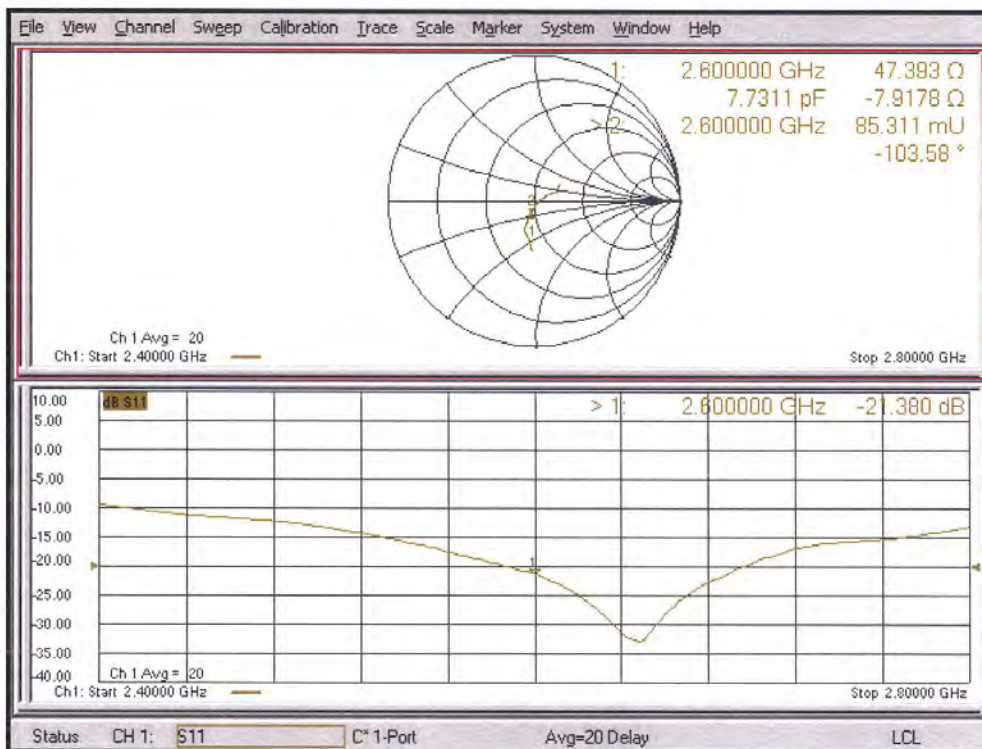 File View Channel Sweep Calibration Trace Scale Marker System Window Help
1: 2.600000 GHz 47.393 Ω
7.7311 pF -7.9178 Ω
> 2: 2.600000 GHz 85.311 mU
-103.58 °
Ch 1 Avg = 20
Ch1: Start 2.40000 GHz
Stop 2.80000 GHz
dB S11
> 1: 2.600000 GHz -21.380 dB
10.00
5.00
0.00
-5.00
-10.00
-15.00
-20.00
-25.00
-30.00
-35.00
-40.00
1
Ch 1 Avg = 20
Ch1: Start 2.40000 GHz
Stop 2.80000 GHz
Status CH 1: S11 C* 1-Port Avg=20 Delay LCL